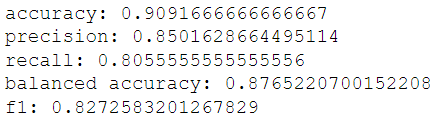 accuracy: 0.9091666666666667
precision: 0.8501628664495114
recall: 0.8055555555555556
balanced accuracy: 0.8765220700152208
f1: 0.8272583201267829